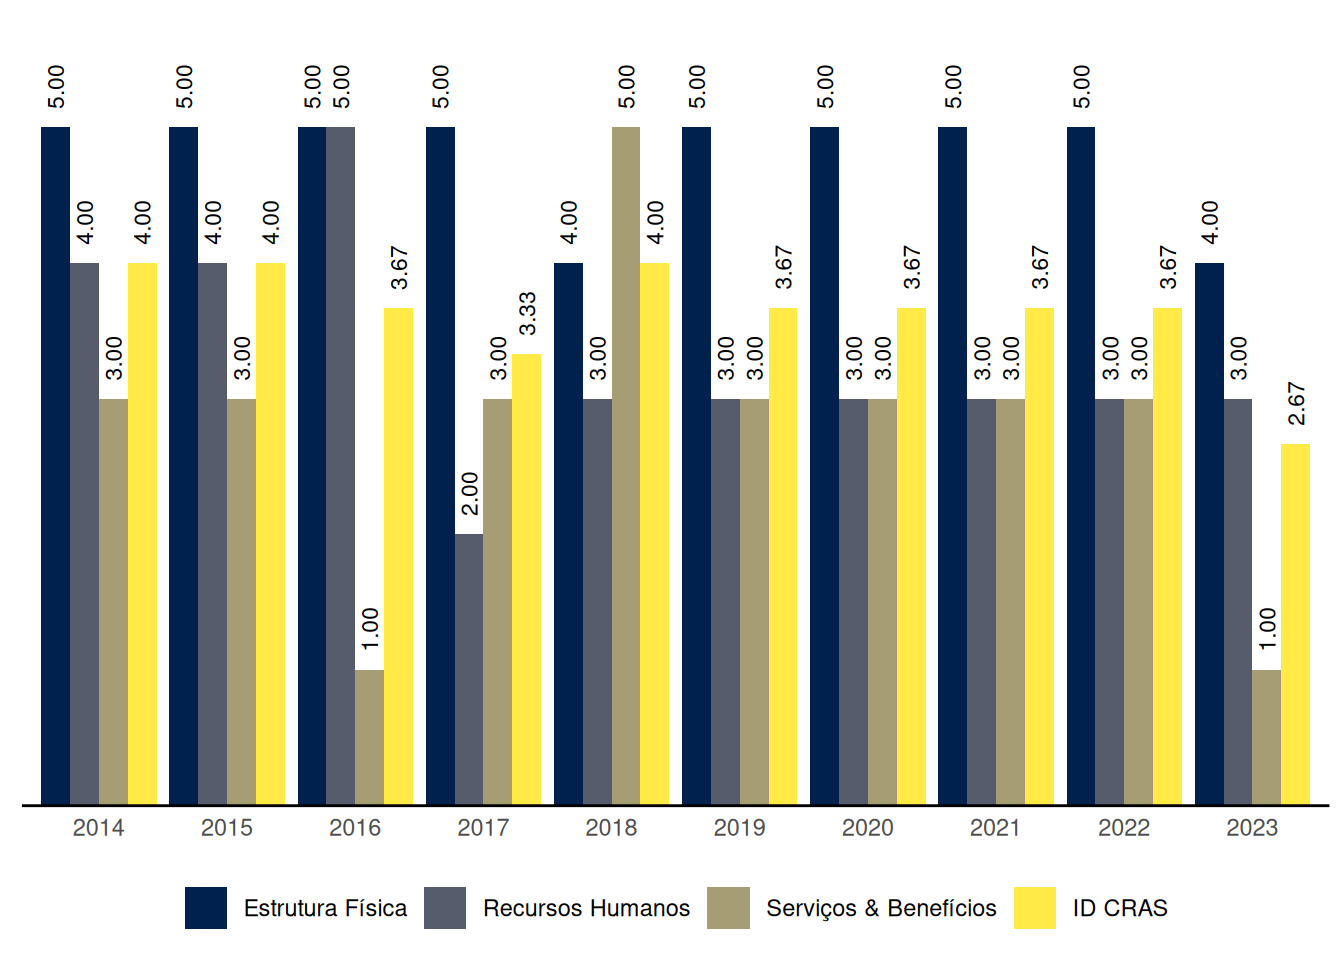 5.00 5.00 5.00 5.00 5.00 5.00 5.00 5.00 5.00 5.00
4.00 4.00 4.00 4.00 4.00 4.00 4.00
3.67 3.67 3.67 3.67 3.67
3.33
3.00 3.00 3.00 3.00 3.00 3.00 3.00 3.00 3.00 3.00 3.00 3.00 3.00
2.67
2.00
1.00 1.00
2014 2015 2016 2017 2018 2019 2020 2021 2022 2023
Estrutura Física Recursos Humanos Serviços & Benefícios ID CRAS